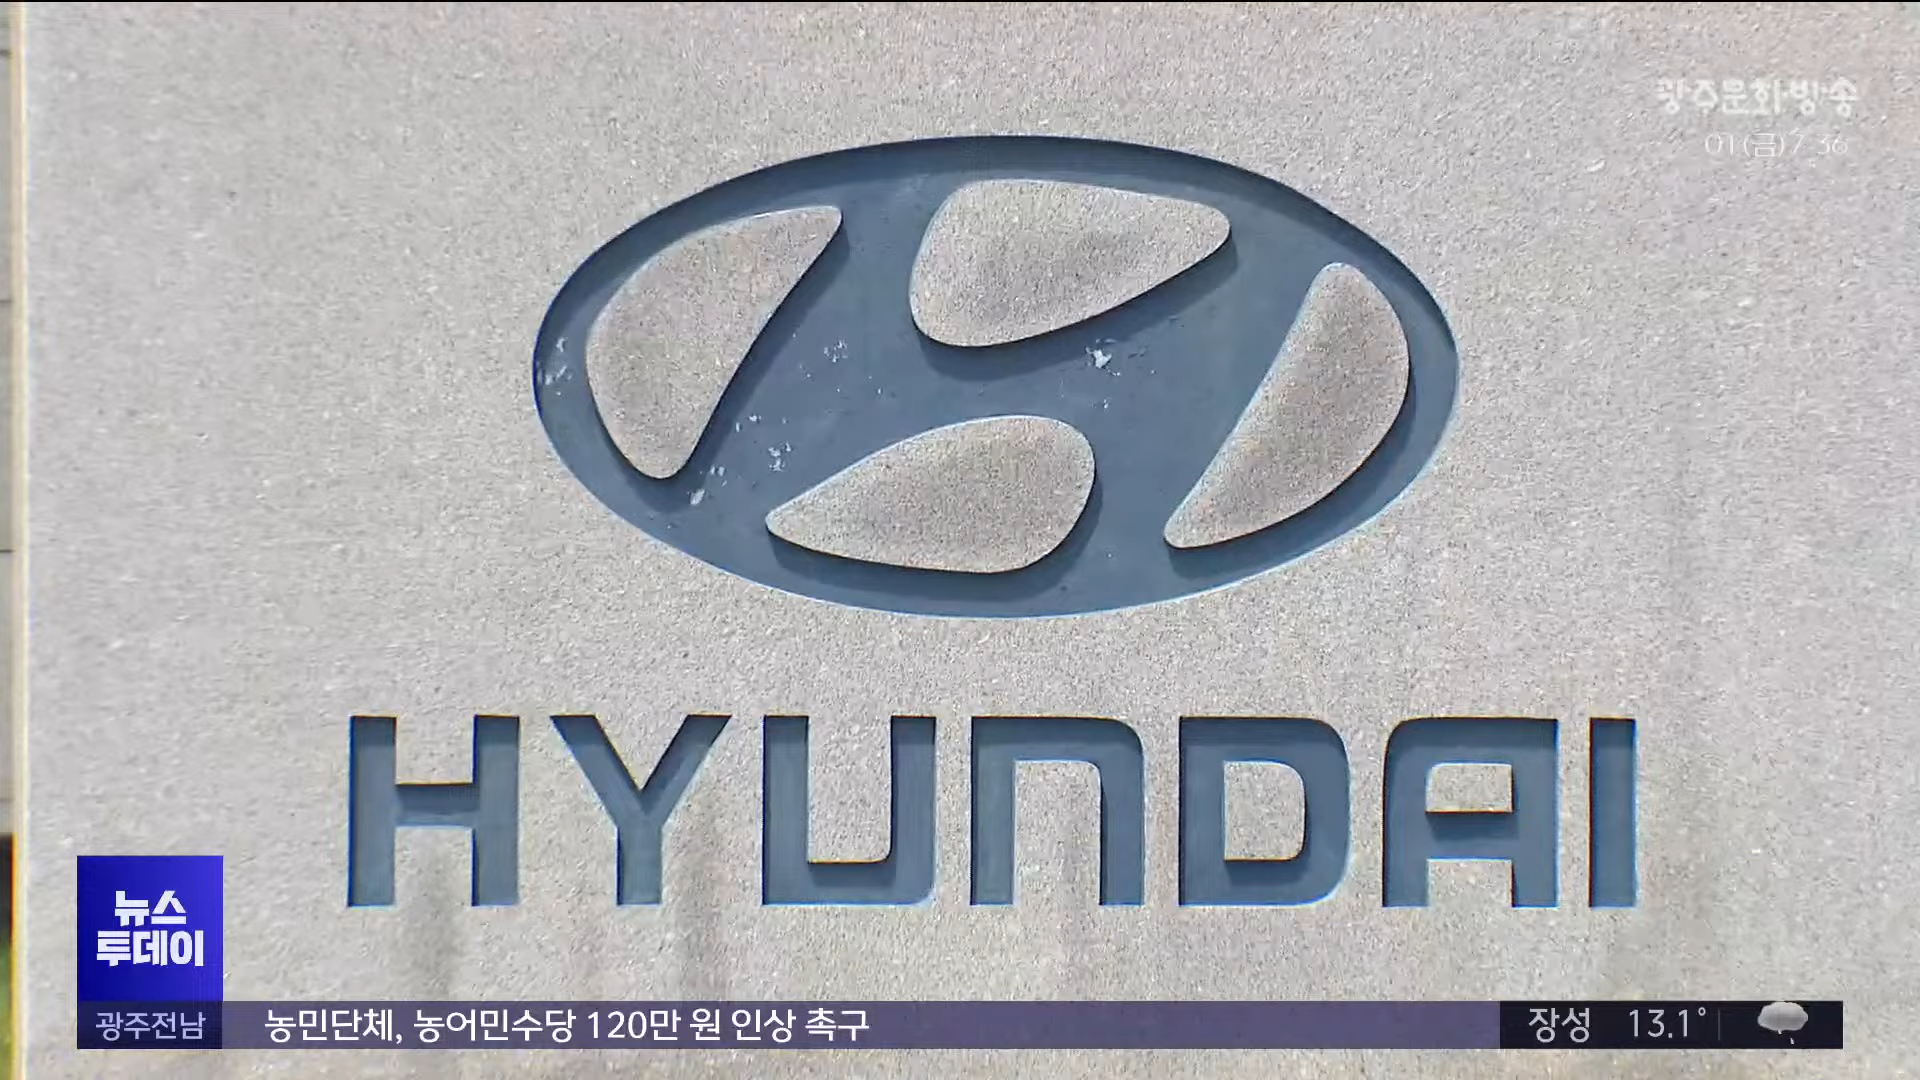 광주문화방송
01(금) 7:36
HYUNDAI
뉴스
투데이
광주전남
농민단체, 농어민수당 120만 원 인상 촉구
장성 13.1°